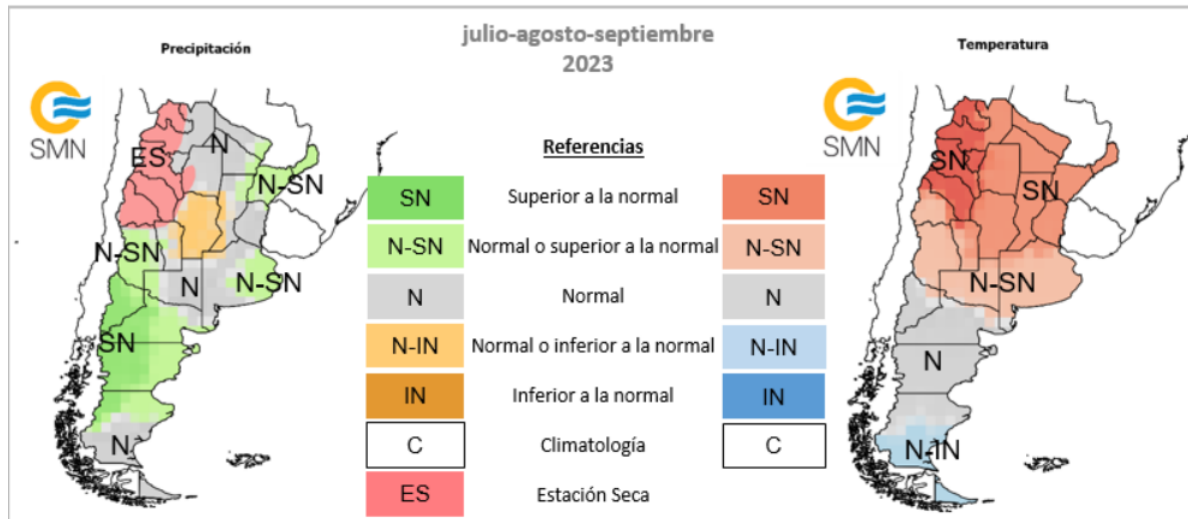 julio-agosto-septiembre
2023
Precipitación
SMN
ES
N
N-SN
N-SN
N
N-SN
SN
N
Referencias
SN Superior a la normal SN
N-SN Normal o superior a la normal N-SN
N Normal N
N-IN Normal o inferior a la normal N-IN
IN Inferior a la normal IN
C Climatología C
ES Estación Seca
Temperatura
SMN
SN
SN
N-SN
N
N-IN